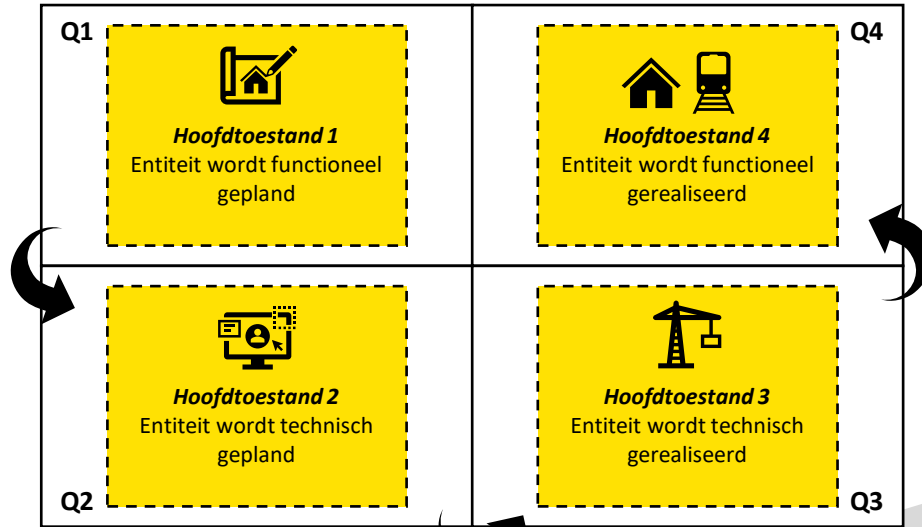 Q1
Hoofdtoestand 1
Entiteit wordt functioneel
gepland
Q4
Hoofdtoestand 4
Entiteit wordt functioneel
gerealiseerd
Hoofdtoestand 2
Entiteit wordt technisch
gepland
Q2
Hoofdtoestand 3
Entiteit wordt technisch
gerealiseerd
Q3